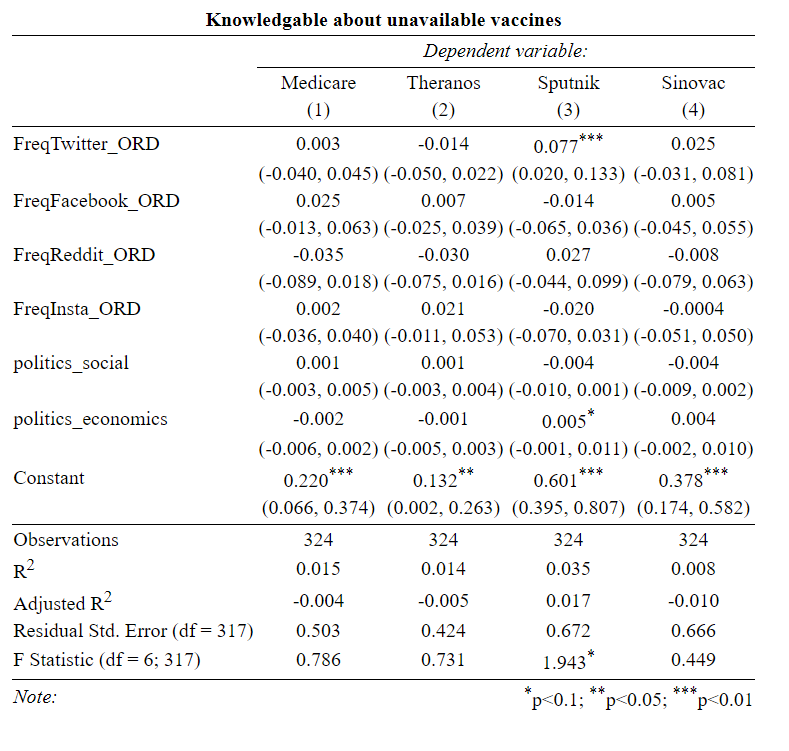 Knowledgable about unavailable vaccines
Dependent variable:
Medicare Theranos Sputnik Sinovac
(1) (2) (3) (4)
FreqTwitter_ORD 0.003 -0.014 0.077*** 0.025
(-0.040, 0.045) (-0.050, 0.022) (0.020, 0.133) (-0.031, 0.081)
FreqFacebook_ORD 0.025 0.007 -0.014 0.005
(-0.013, 0.063) (-0.025, 0.039) (-0.065, 0.036) (-0.045, 0.055)
FreqReddit_ORD -0.035 -0.030 0.027 -0.008
(-0.089, 0.018) (-0.075, 0.016) (-0.044, 0.099) (-0.079, 0.063)
FreqInsta_ORD 0.002 0.021 -0.020 -0.0004
(-0.036, 0.040) (-0.011, 0.053) (-0.070, 0.031) (-0.051, 0.050)
politics_social 0.001 0.001 -0.004 -0.004
(-0.003, 0.005) (-0.003, 0.004) (-0.010, 0.001) (-0.009, 0.002)
politics_economics -0.002 -0.001 0.005* 0.004
(-0.006, 0.002) (-0.005, 0.003) (-0.001, 0.011) (-0.002, 0.010)
Constant 0.220*** 0.132** 0.601*** 0.378***
(0.066, 0.374) (0.002, 0.263) (0.395, 0.807) (0.174, 0.582)
Observations 324 324 324 324
R2 0.015 0.014 0.035 0.008
Adjusted R2 -0.004 -0.005 0.017 -0.010
Residual Std. Error (df = 317) 0.503 0.424 0.672 0.666
F Statistic (df = 6; 317) 0.786 0.731 1.943* 0.449
Note: *p<0.1; **p<0.05; ***p<0.01